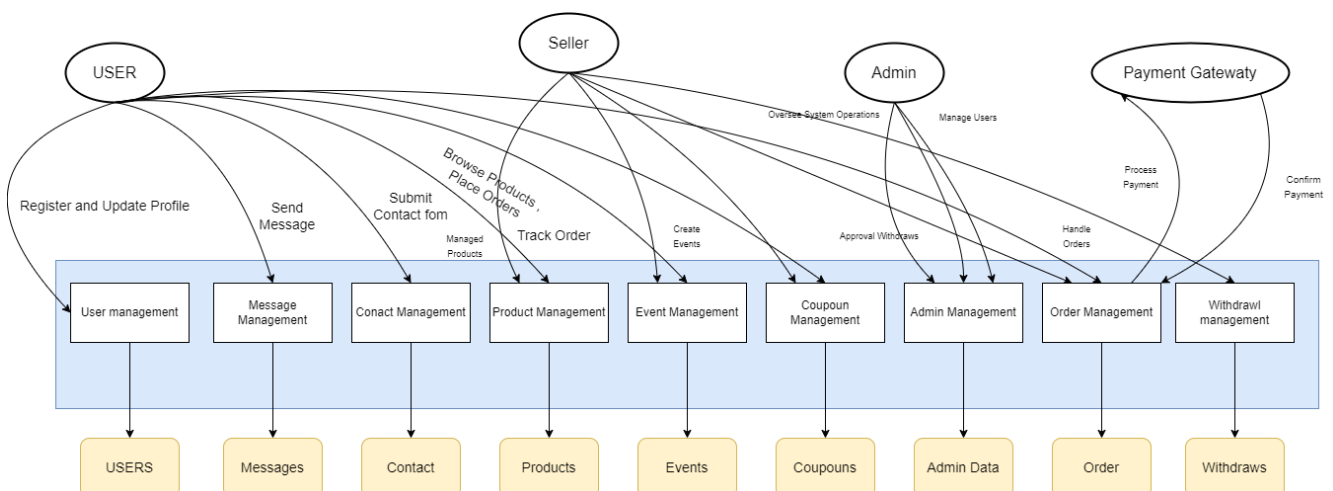 USER
Seller
Admin
Payment Gatewaty
Oversee System Operations
Manage Users
Process
Payment
Confirm
Payment
Register and Update Profile
Send
Message
Submit
Contact fom
Browse Products ,
Place Orders
Track Order
Managed
Products
Create
Events
Approval Withdraws
Handle
Orders
User management
Message
Management
Conact Management
Product Management
Event Management
Coupoun
Management
Admin Management
Order Management
Withdrawl
management
USERS
Messages
Contact
Products
Events
Coupouns
Admin Data
Order
Withdraws